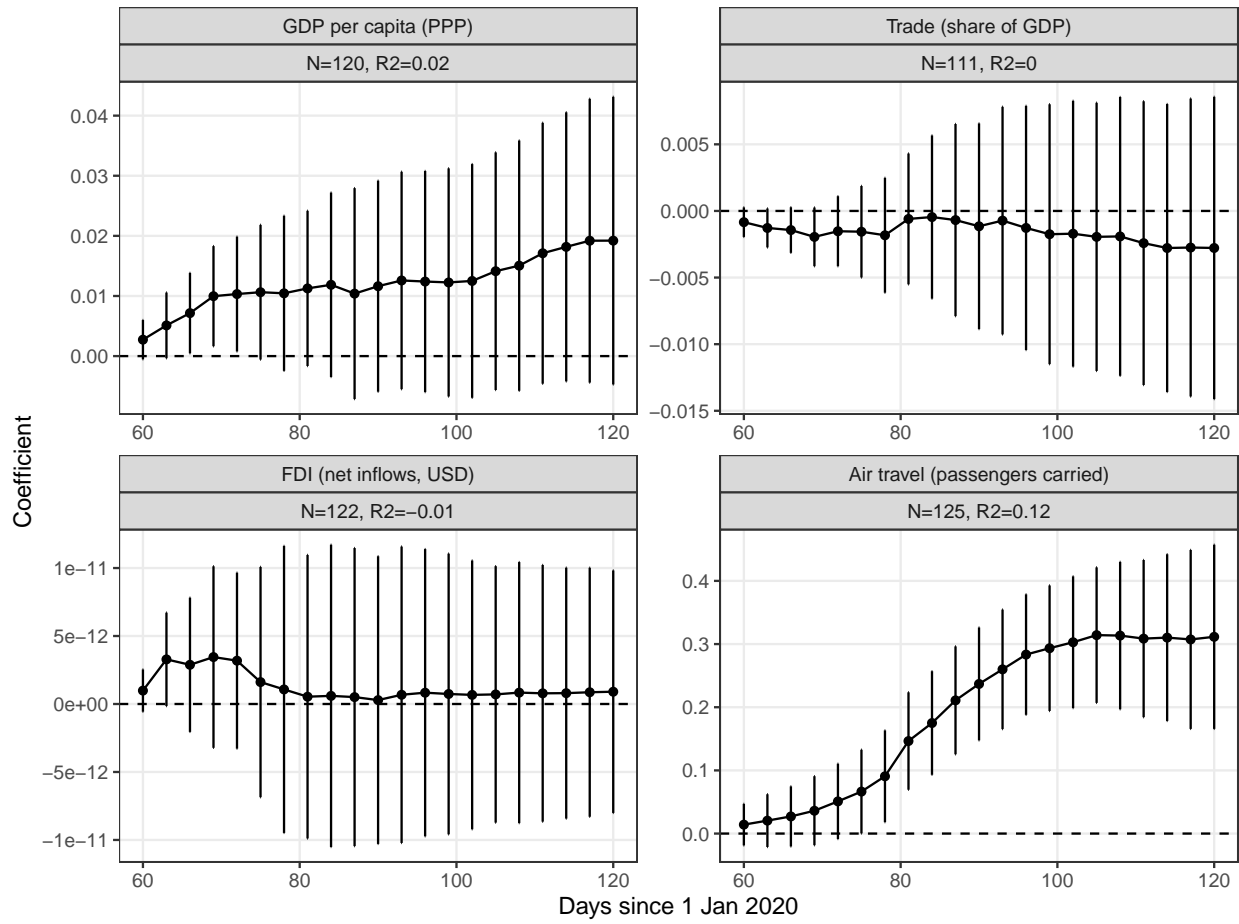 GDP per capita (PPP)
N=120, R2=0.02
0.04
0.03
0.02
0.01
0.00
60
80
100
120
Trade (share of GDP)
N=111, R2=0
0.005
0.000
−0.005
−0.010
−0.015
60
80
100
120
Coefficient
FDI (net inflows, USD)
N=122, R2=−0.01
1e−11
5e−12
0e+00
−5e−12
−1e−11
60
80
100
120
Air travel (passengers carried)
N=125, R2=0.12
0.4
0.3
0.2
0.1
0.0
60
80
100
120
Days since 1 Jan 2020